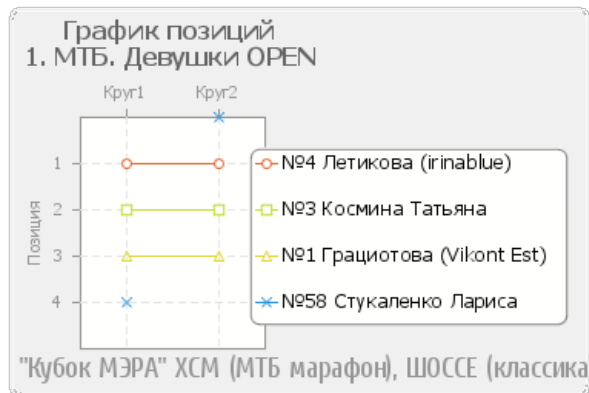 График позиций
1. МТБ. Девушки OPEN
Круг1 Круг2
Позиция
1
2
3
4
№4 Летикова (irinablue)
№3 Космина Татьяна
№1 Грациотова (Vikont Est)
№58 Стукаленко Лариса
"Кубок МЭРА" ХСМ (МТБ марафон), ШОССЕ (классика